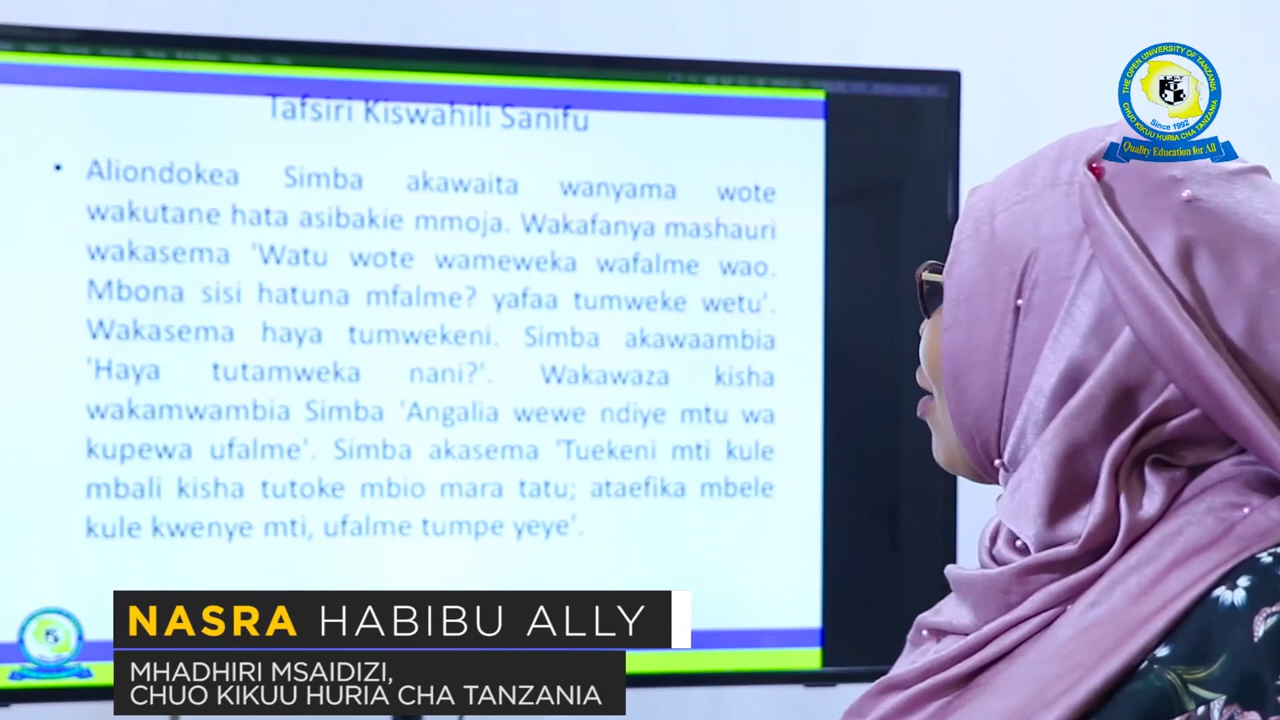 THE OPEN UNIVERSITY OF TANZANIA
Since 1992
CHUO KIKUU HURIA CHA TANZANIA
Quality Education for All
Tafsiri Kiswahili Sanifu
• Aliondokea Simba akawaita wanyama wote
wakutane hata asibakie mmoja. Wakafanya mashauri
wakasema 'Watu wote wameweka wafalme wao.
Mbona sisi hatuna mfalme? yafaa tumweke wetu'.
Wakasema haya tumwekeni. Simba akawaambia
'Haya tutamweka nani?'. Wakawaza kisha
wakamwambia Simba 'Angalia wewe ndiye mtu wa
kupewa ufalme'. Simba akasema 'Tuekeni mti kule
mbali kisha tutoke mbio mara tatu; ataefika mbele
kule kwenye mti, ufalme tumpe yeye'.
NASRA HABIBU ALLY
MHADHIRI MSAIDIZI,
CHUO KIKUU HURIA CHA TANZANIA